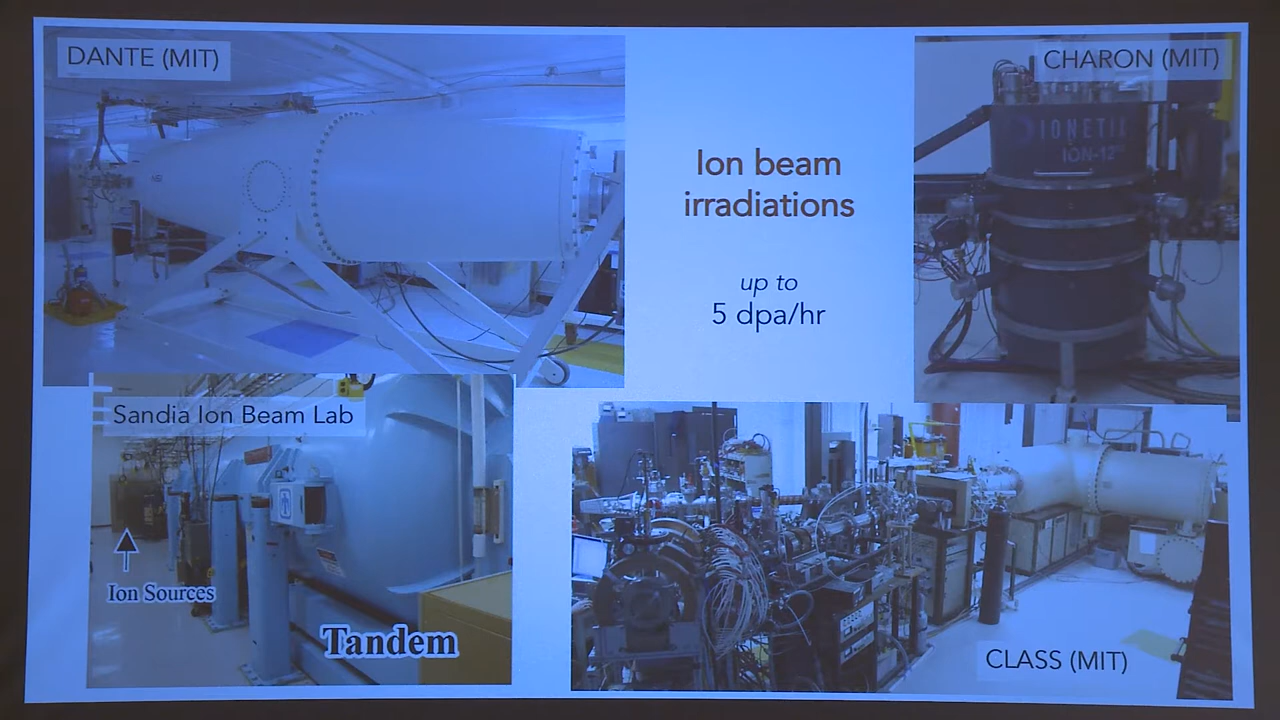 DANTE (MIT)
Ion beam
irradiations
up to
5 dpa/hr
CHARON (MIT)
IONETIX
ION-12
Sandia Ion Beam Lab
Ion Sources
Tandem
CLASS (MIT)